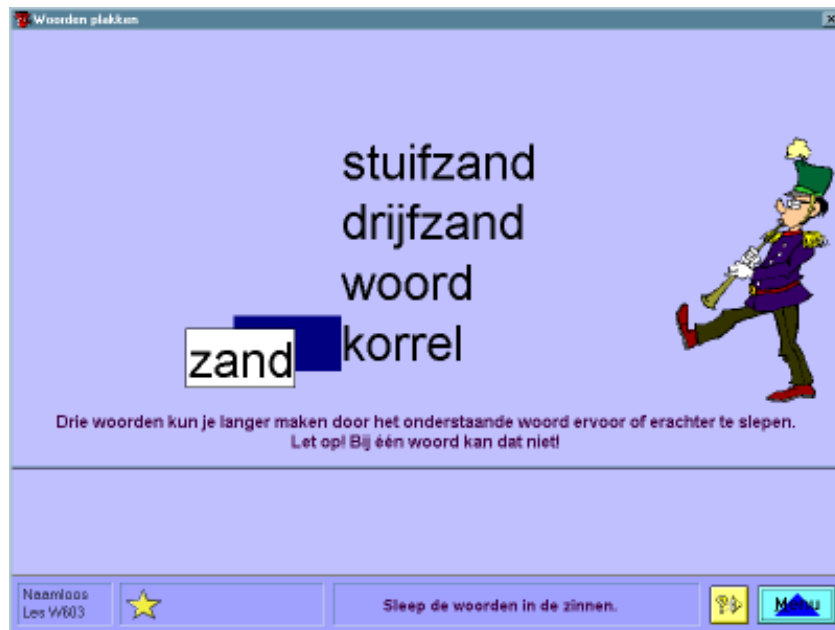 Woorden plakken
stuifzand
drijfzand
woord
zand korrel
Drie woorden kun je langer maken door het onderstaande woord ervoor of erachter te slepen.
Let op! Bij één woord kan dat niet!
Naamloos
Les W603
Sleep de woorden in de zinnen.
Menu